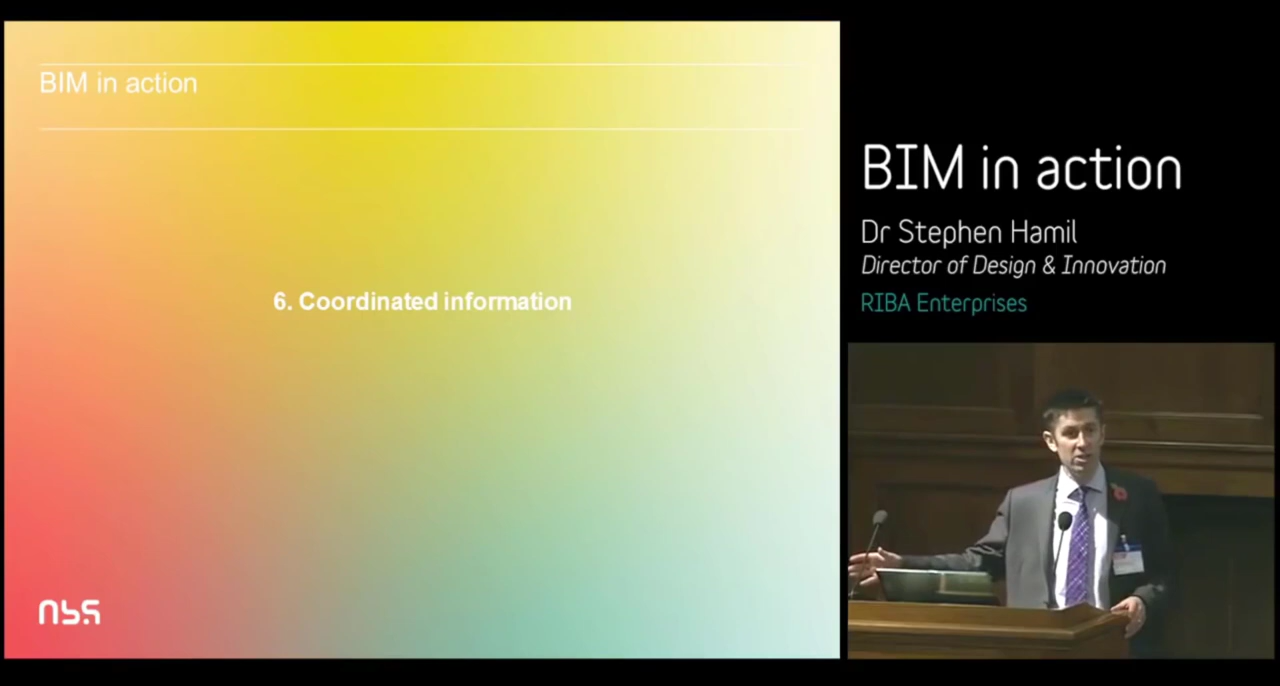 BIM in action
6. Coordinated information
nbs
BIM in action
Dr Stephen Hamil
Director of Design & Innovation
RIBA Enterprises